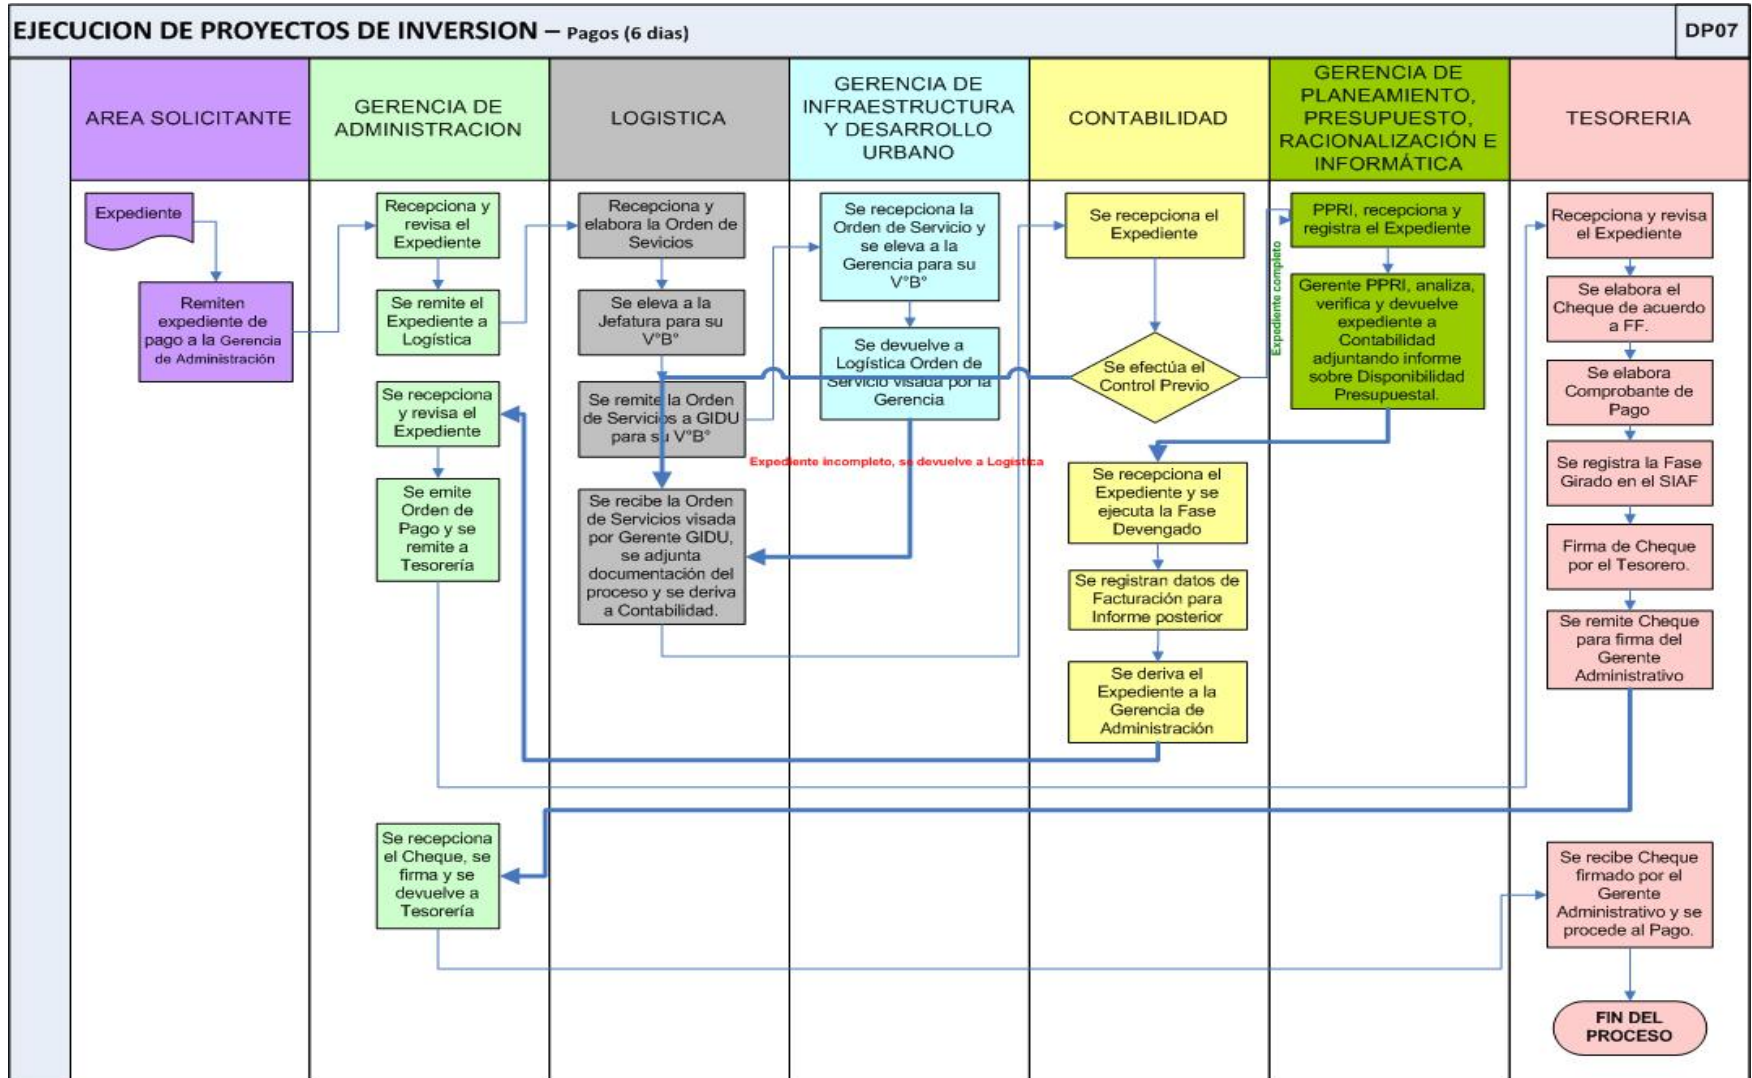 EJECUCION DE PROYECTOS DE INVERSION – Pagos (6 dias)
DP07
AREA SOLICITANTE
GERENCIA DE
ADMINISTRACION
LOGISTICA
GERENCIA DE
INFRAESTRUCTURA
Y DESARROLLO
URBANO
CONTABILIDAD
GERENCIA DE
PLANEAMIENTO,
PRESUPUESTO,
RACIONALIZACIÓN E
INFORMÁTICA
TESORERIA
Expediente
Remiten
expediente de
pago a la Gerencia
de Administración
Recepciona y
revisa el
Expediente
Se remite el
Expediente a
Logística
Se recepciona
y revisa el
Expediente
Se emite
Orden de
Pago y se
remite a
Tesorería
Se recepciona
el Cheque, se
firma y se
devuelve a
Tesorería
Recepciona y
elabora la Orden de
Sevicios
Se eleva a la
Jefatura para su
V°B°
Se remite la Orden
de Servicios a GIDU
para su V°B°
Se recibe la Orden
de Servicios visada
por Gerente GIDU,
se adjunta
documentación del
proceso y se deriva
a Contabilidad.
Se recepciona la
Orden de Servicio y
se eleva a la
Gerencia para su
V°B°
Se devuelve a
Logística Orden de
Servicio visada por la
Gerencia
Expediente incompleto, se devuelve a Logística
Se recepciona el
Expediente
Se efectúa el
Control Previo
Se recepciona el
Expediente y se
ejecuta la Fase
Devengado
Se registran datos de
Facturación para
Informe posterior
Se deriva el
Expediente a la
Gerencia de
Administración
Expediente completo
PPRI, recepciona y
registra el Expediente
Gerente PPRI, analiza,
verifica y devuelve
expediente a
Contabilidad
adjuntando informe
sobre Disponibilidad
Presupuestal.
Recepciona y revisa
el Expediente
Se elabora el
Cheque de acuerdo
a FF.
Se elabora
Comprobante de
Pago
Se registra la Fase
Girado en el SIAF
Firma de Cheque
por el Tesorero.
Se remite Cheque
para firma del
Gerente
Administrativo
Se recibe Cheque
firmado por el
Gerente
Administrativo y se
procede al Pago.
FIN DEL
PROCESO